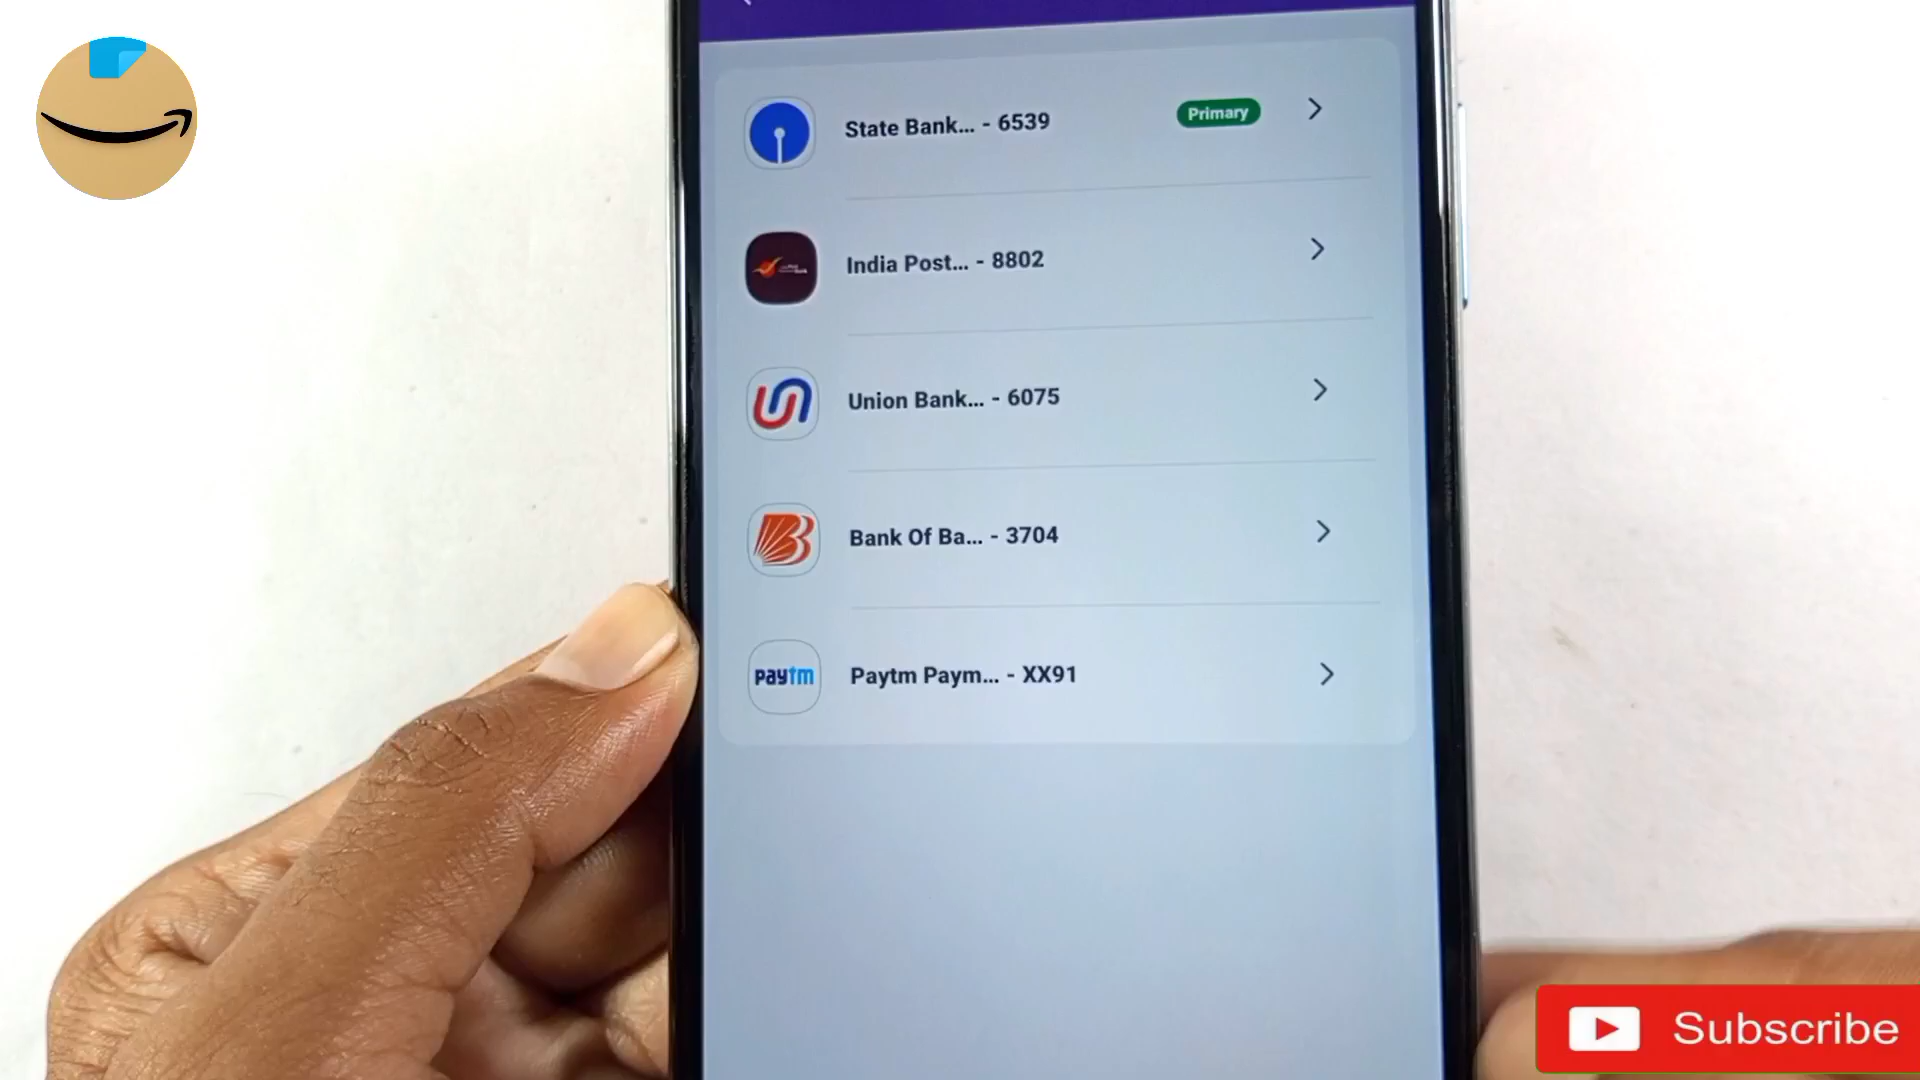 State Bank... - 6539
Primary
India Post... - 8802
Union Bank... - 6075
Bank Of Ba... - 3704
paytm
Paytm Paym... - XX91
Subscribe